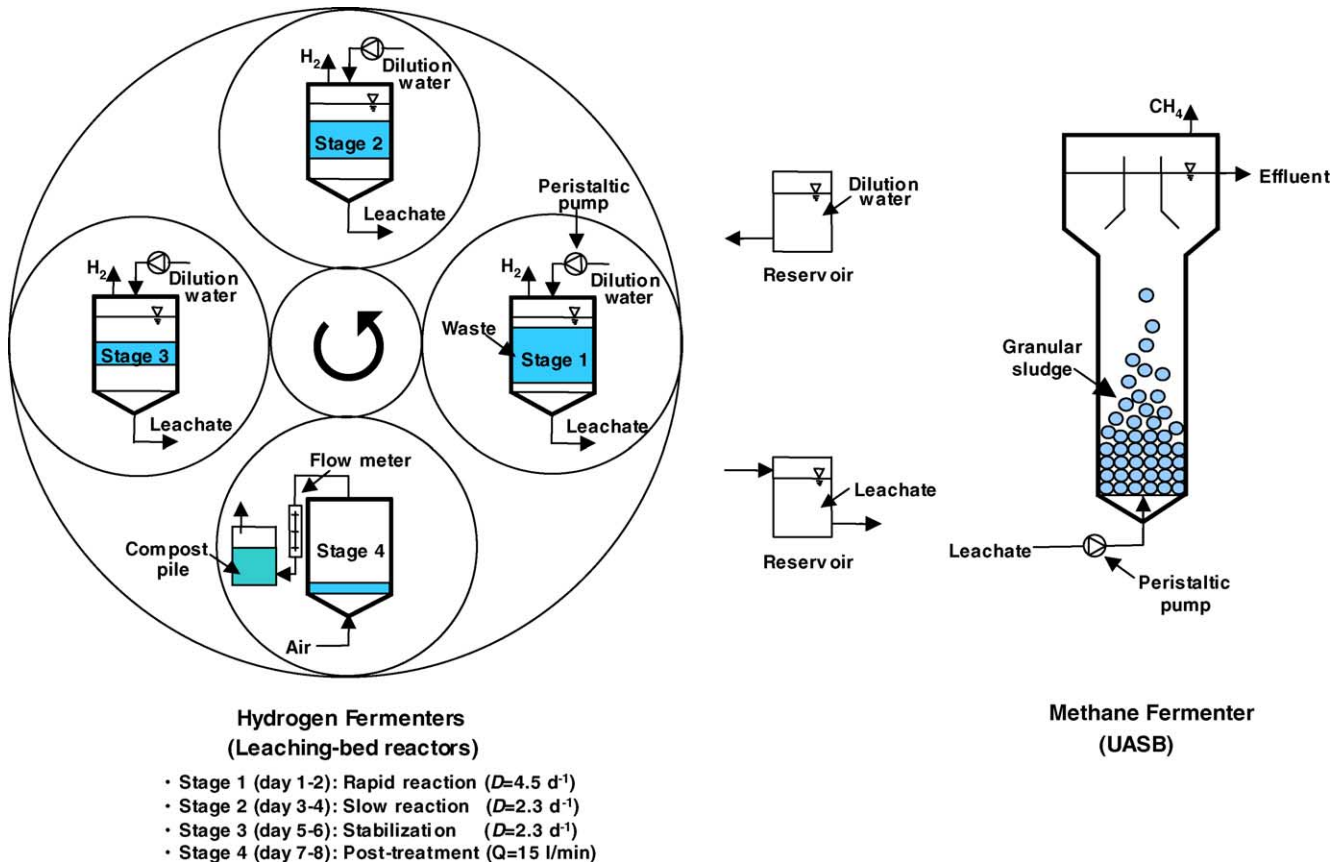 H2
Dilution
water
Stage 2
Leachate
H2
Dilution
water
Stage 3
Leachate
Peristaltic
pump
H2
Dilution
water
Waste
Stage 1
Leachate
Flow meter
Compost
pile
Stage 4
Air
Dilution
water
Reservoir
Leachate
Reservoir
CH4
Effluent
Granular
sludge
Leachate
Peristaltic
pump
Hydrogen Fermenters
(Leaching-bed reactors)
・Stage 1 (day 1-2): Rapid reaction (D=4.5 d-1)
・Stage 2 (day 3-4): Slow reaction (D=2.3 d-1)
・Stage 3 (day 5-6): Stabilization (D=2.3 d-1)
・Stage 4 (day 7-8): Post-treatment (Q=15 l/min)
Methane Fermenter
(UASB)